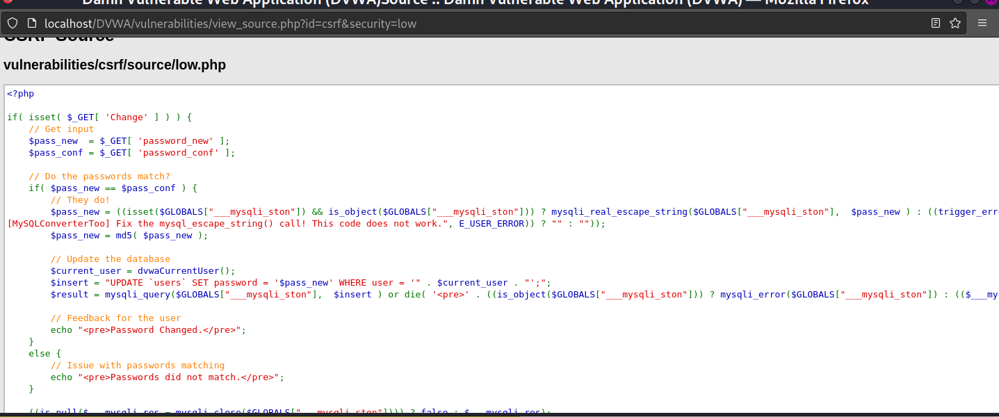 Damn Vulnerable Web Application (DVWA)Source :: Damn Vulnerable Web Application (DVWA) — Mozilla Firefox
localhost/DVWA/vulnerabilities/view_source.php?id=csrf&security=low
CSRF Source
vulnerabilities/csrf/source/low.php
<?php
if( isset( $_GET[ 'Change' ] ) ) {
    // Get input
    $pass_new  = $_GET[ 'password_new' ];
    $pass_conf = $_GET[ 'password_conf' ];
    // Do the passwords match?
    if( $pass_new == $pass_conf ) {
        // They do!
        $pass_new = ((isset($GLOBALS["___mysqli_ston"]) && is_object($GLOBALS["___mysqli_ston"])) ? mysqli_real_escape_string($GLOBALS["___mysqli_ston"],  $pass_new ) : ((trigger_erro
[MySQLConverterToo] Fix the mysql_escape_string() call! This code does not work.", E_USER_ERROR)) ? "" : ""));
        $pass_new = md5( $pass_new );
        // Update the database
        $current_user = dvwaCurrentUser();
        $insert = "UPDATE `users` SET password = '$pass_new' WHERE user = '" . $current_user . "';";
        $result = mysqli_query($GLOBALS["___mysqli_ston"],  $insert ) or die( '<pre>' . ((is_object($GLOBALS["___mysqli_ston"])) ? mysqli_error($GLOBALS["___mysqli_ston"]) : (($___my
        // Feedback for the user
        echo "<pre>Password Changed.</pre>";
    }
    else {
        // Issue with passwords matching
        echo "<pre>Passwords did not match.</pre>";
    }
    ((is_null($___mysqli_res = mysqli_close($GLOBALS["___mysqli_ston"]))) ? false : $___mysqli_res);